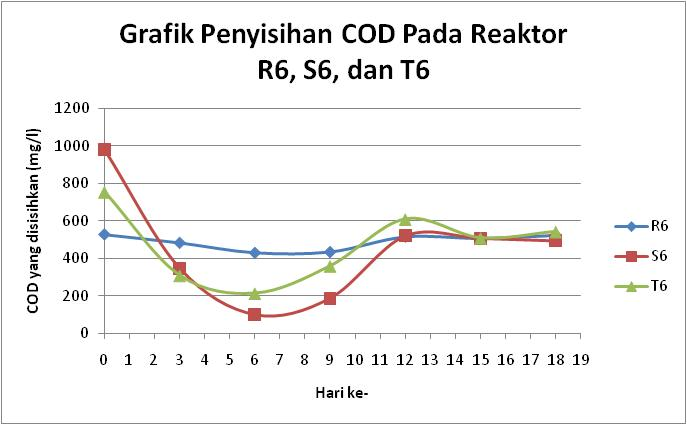 Grafik Penyisihan COD Pada Reaktor
R6, S6, dan T6
COD yang disisihkan (mg/l)
1200
1000
800
600
400
200
0
0 1 2 3 4 5 6 7 8 9 10 11 12 13 14 15 16 17 18 19
Hari ke-
R6
S6
T6